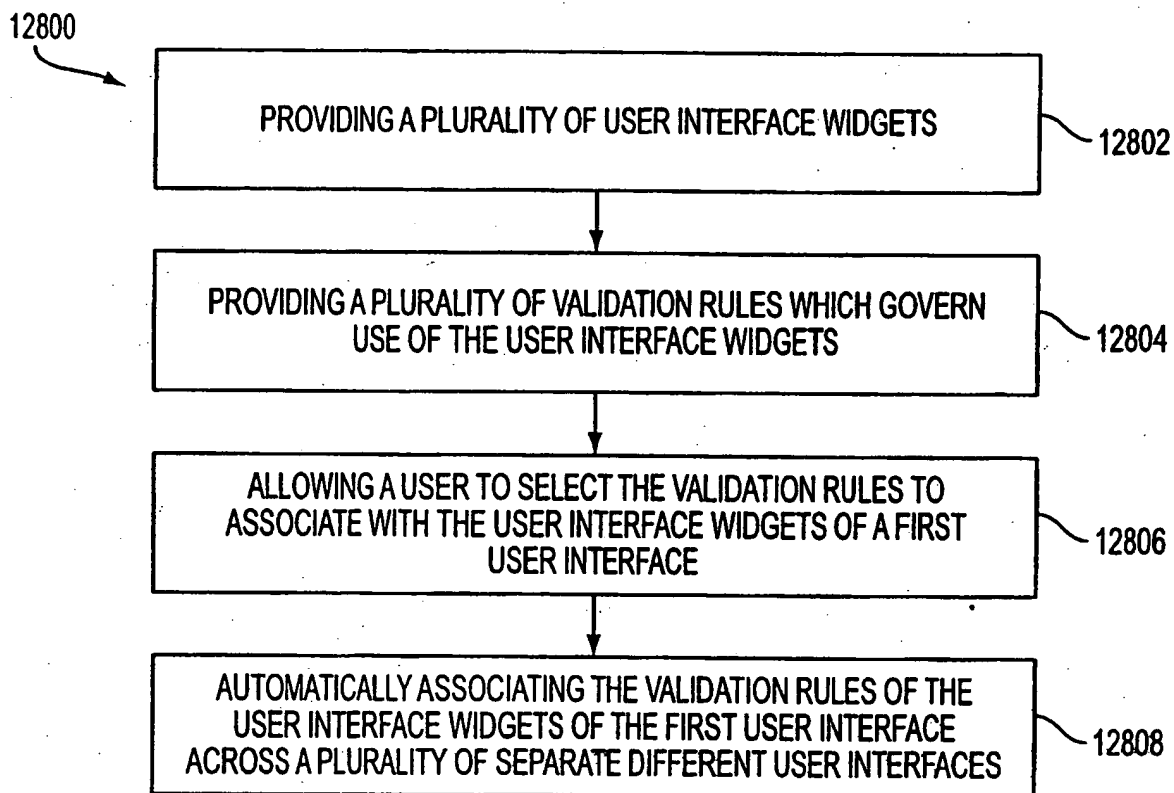 12800
PROVIDING A PLURALITY OF USER INTERFACE WIDGETS
12802
PROVIDING A PLURALITY OF VALIDATION RULES WHICH GOVERN
USE OF THE USER INTERFACE WIDGETS
12804
ALLOWING A USER TO SELECT THE VALIDATION RULES TO
ASSOCIATE WITH THE USER INTERFACE WIDGETS OF A FIRST
USER INTERFACE
12806
AUTOMATICALLY ASSOCIATING THE VALIDATION RULES OF THE
USER INTERFACE WIDGETS OF THE FIRST USER INTERFACE
ACROSS A PLURALITY OF SEPARATE DIFFERENT USER INTERFACES
12808